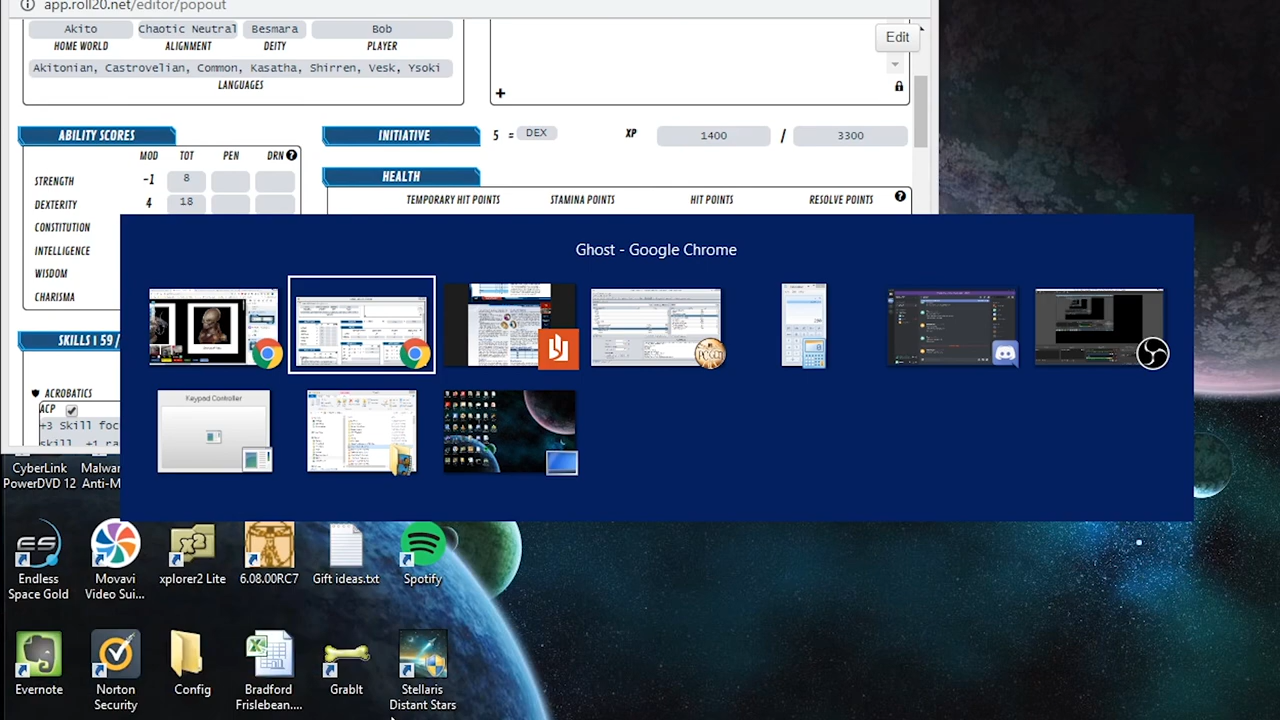 app.roll20.net/editor/popout
Akito Chaotic Neutral Besmara Bob
HOME WORLD ALIGNMENT DEITY PLAYER
Edit
Akitonian, Castrovelian, Common, Kasatha, Shirren, Vesk, Ysoki
LANGUAGES
+
ABILITY SCORES
INITIATIVE 5 = DEX XP 1400 / 3300
MOD TOT PEN DRN ?
HEALTH
STRENGTH -1 8
TEMPORARY HIT POINTS STAMINA POINTS HIT POINTS RESOLVE POINTS ?
DEXTERITY 4 18
CONSTITUTION
INTELLIGENCE
WISDOM
CHARISMA
Ghost - Google Chrome
SKILLS | 59 /
ACROBATICS
ACP
+3 Skill foc
skill, +1 ra
Keypad Controller
CyberLink
PowerDVD 12
Malwar
Anti-M
Endless
Space Gold
Movavi
Video Sui...
xplorer2 Lite
6.08.00RC7
Gift ideas.txt
Spotify
Evernote
Norton
Security
Config
Bradford
Frislebean....
GrabIt
Stellaris
Distant Stars